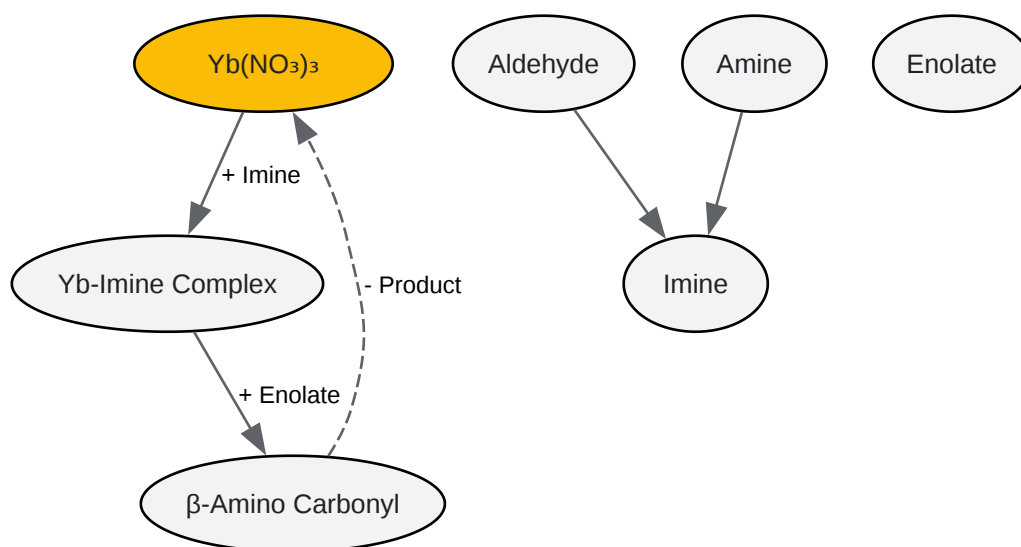 Yb(NO₃)₃
Aldehyde
Amine
Enolate
+ Imine
Yb-Imine Complex
- Product
Imine
+ Enolate
β-Amino Carbonyl